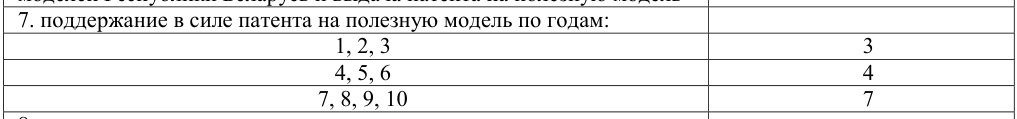 7. поддержание в силе патента на полезную модель по годам:
1, 2, 3 3
4, 5, 6 4
7, 8, 9, 10 7